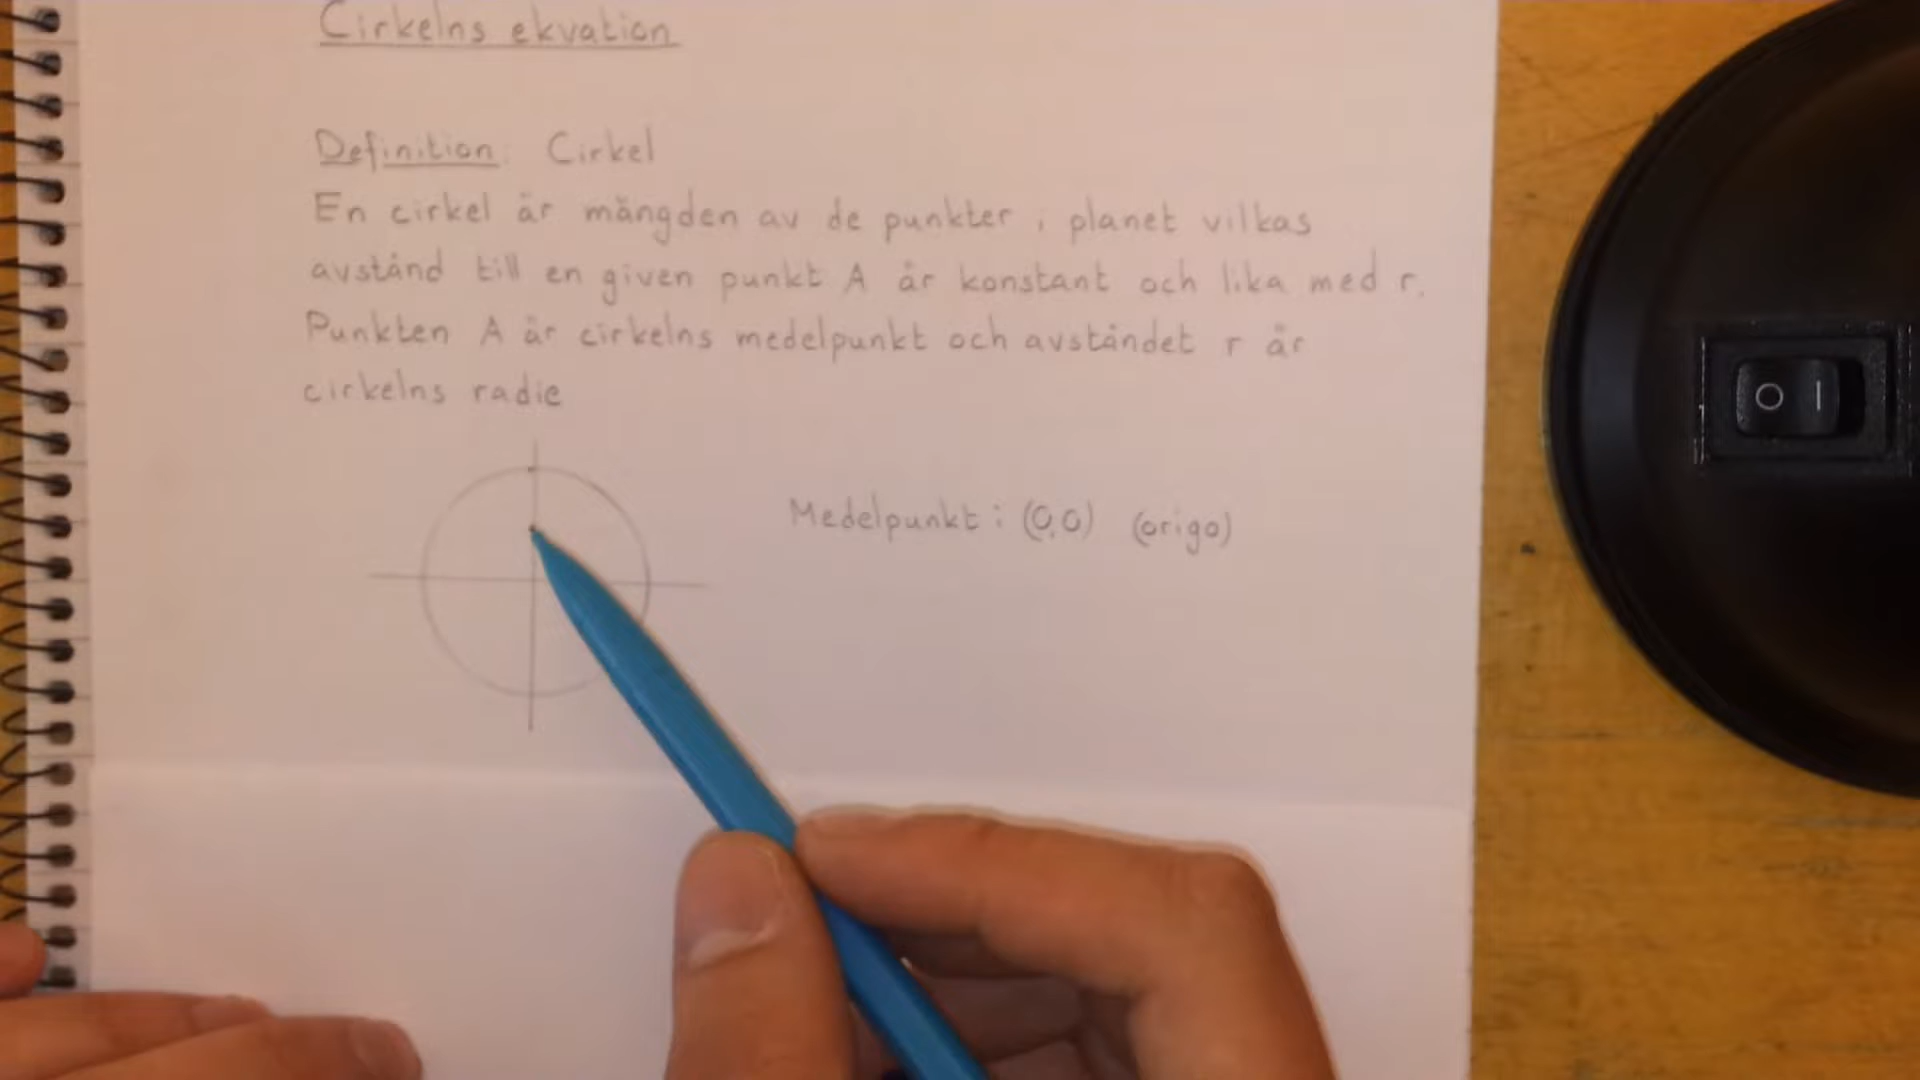 Cirkelns ekvation
Definition: Cirkel
En cirkel är mängden av de punkter i planet vilkas
avstånd till en given punkt A är konstant och lika med r.
Punkten A är cirkelns medelpunkt och avståndet r är
cirkelns radie
Medelpunkt i (0,0) (origo)
O I